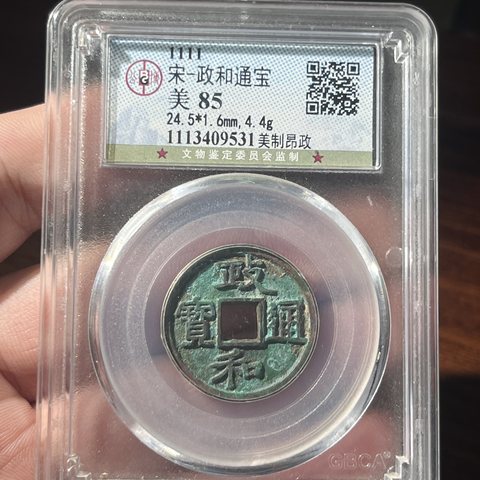 1111
宋-政和通宝
美 85
24.5*1.6mm, 4.4g
1113409531 美制昂政
文物鉴定委员会监制
政
寳 通
和
GBCA